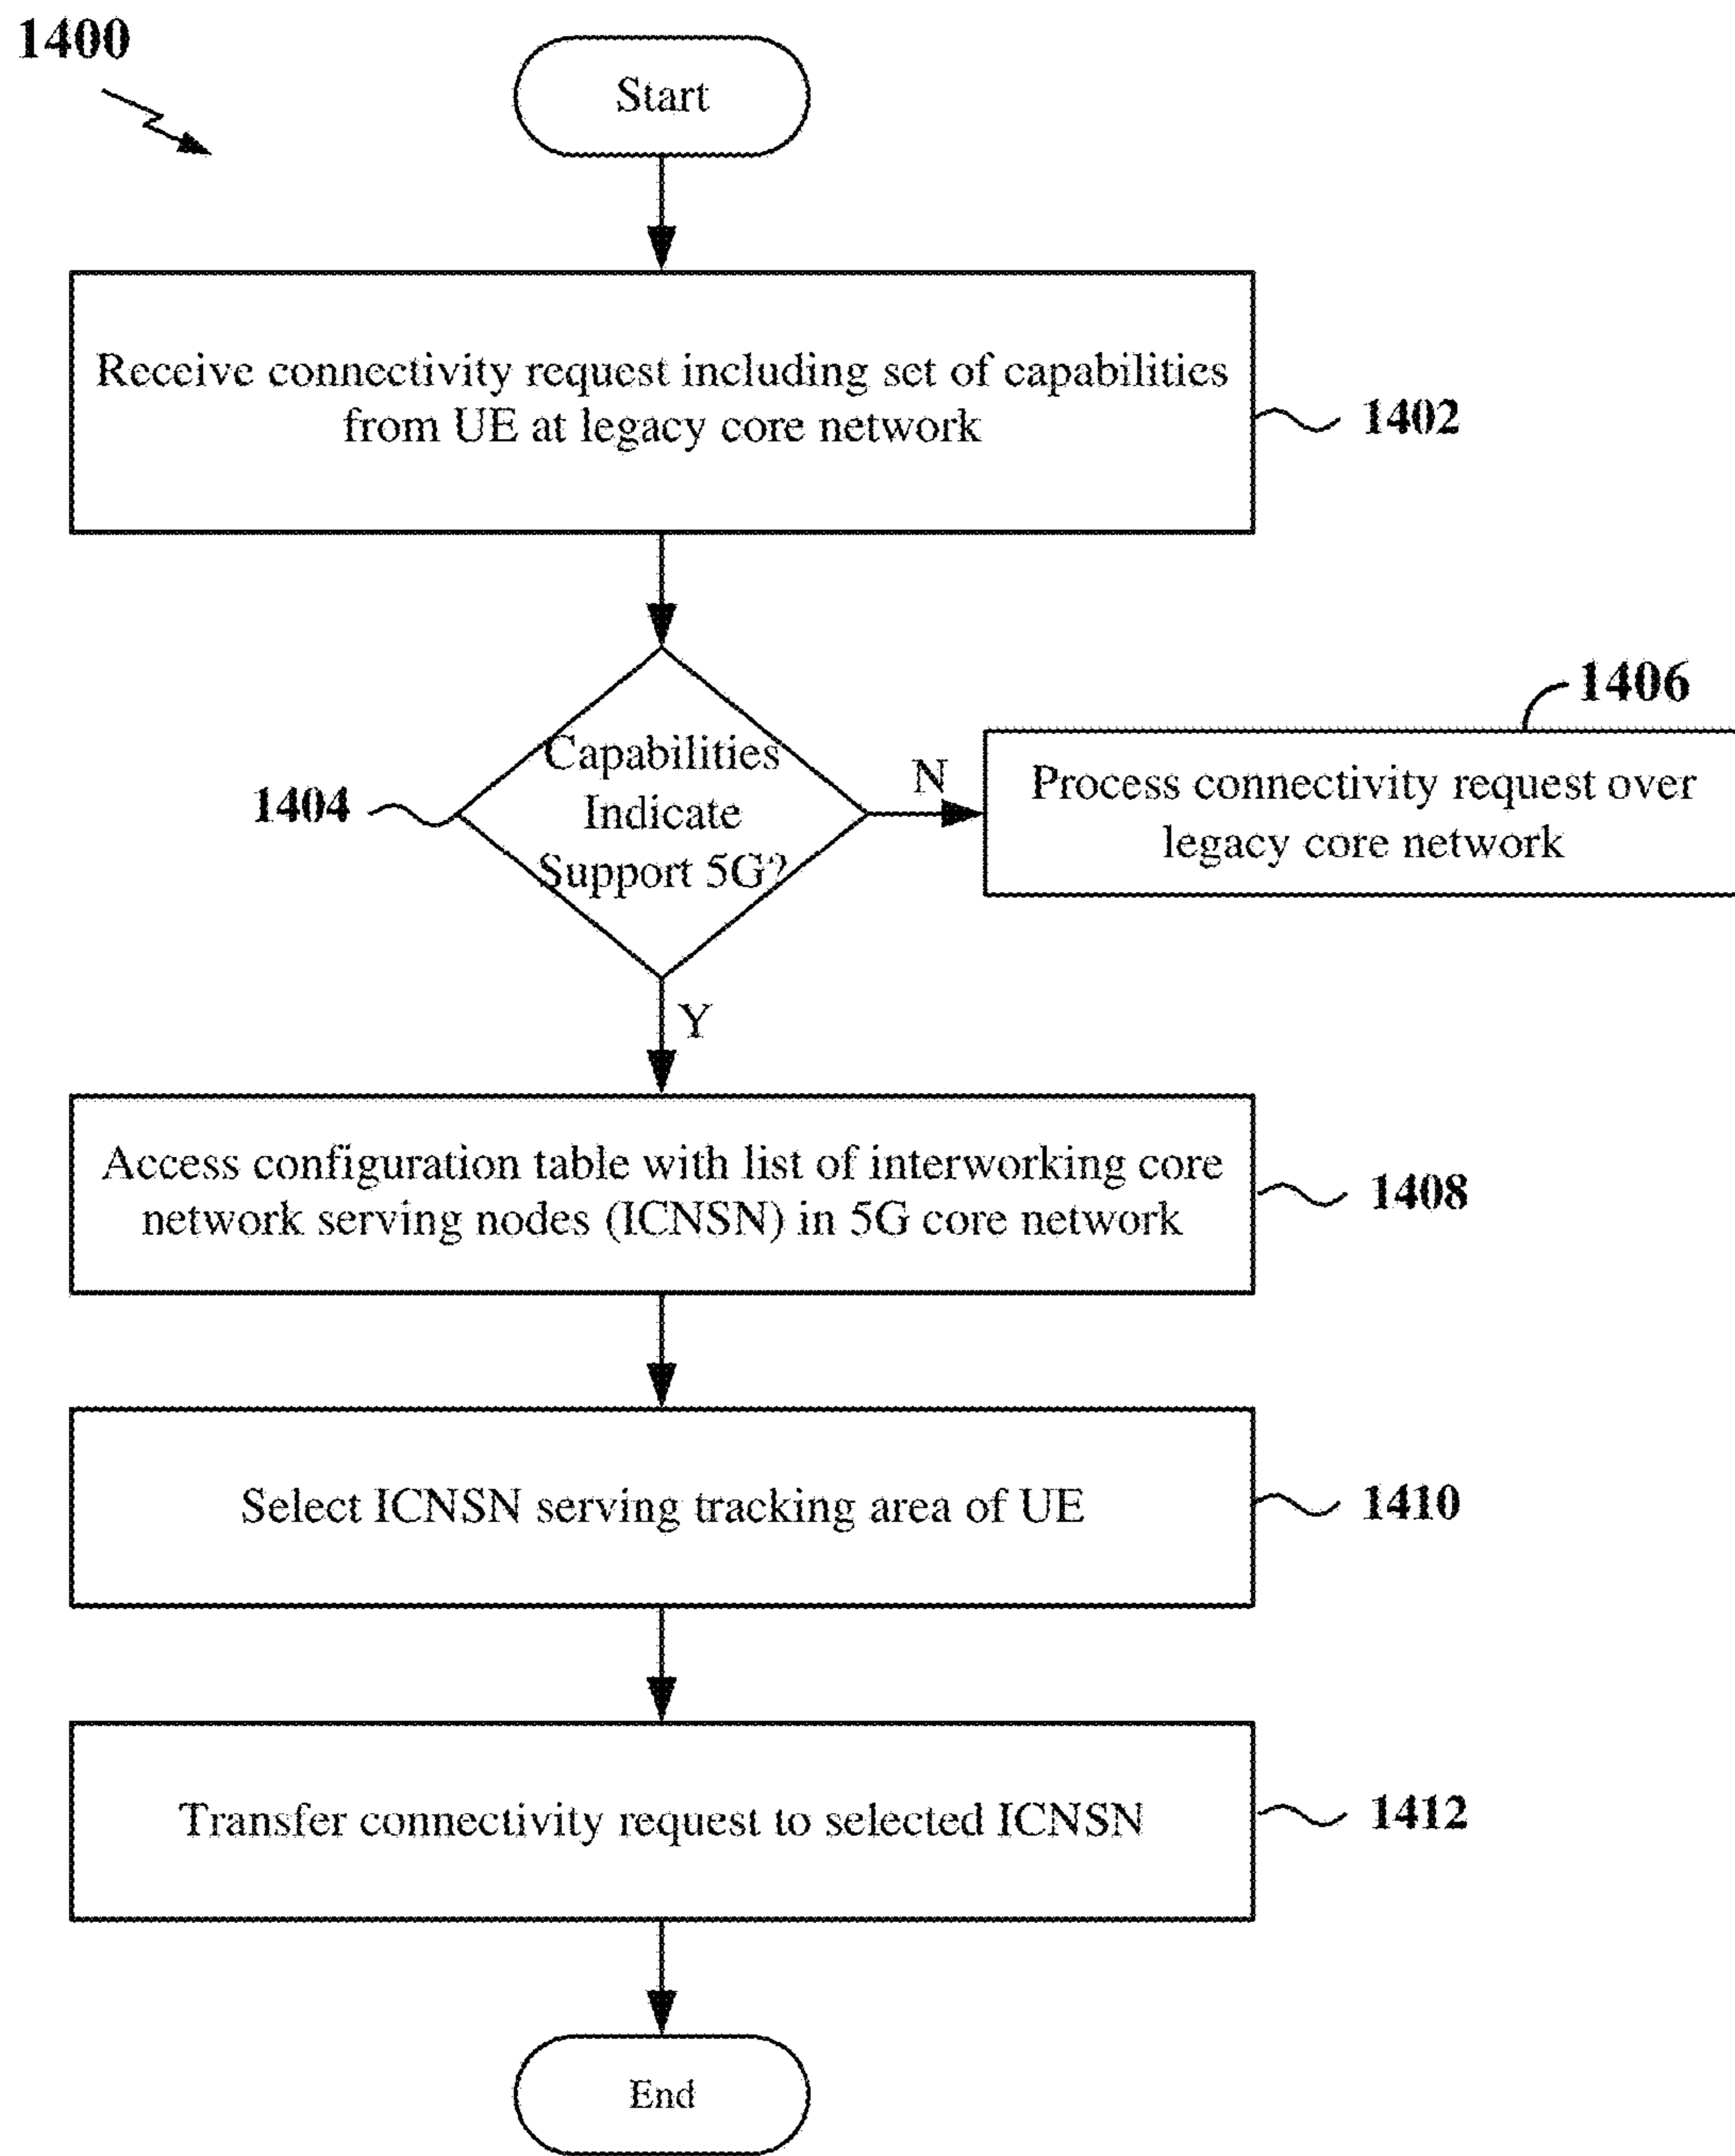 1400
Start
Receive connectivity request including set of capabilities
from UE at legacy core network
1402
1404
Capabilities
Indicate
Support 5G?
N
1406
Process connectivity request over
legacy core network
Y
Access configuration table with list of interworking core
network serving nodes (ICNSN) in 5G core network
1408
Select ICNSN serving tracking area of UE
1410
Transfer connectivity request to selected ICNSN
1412
End